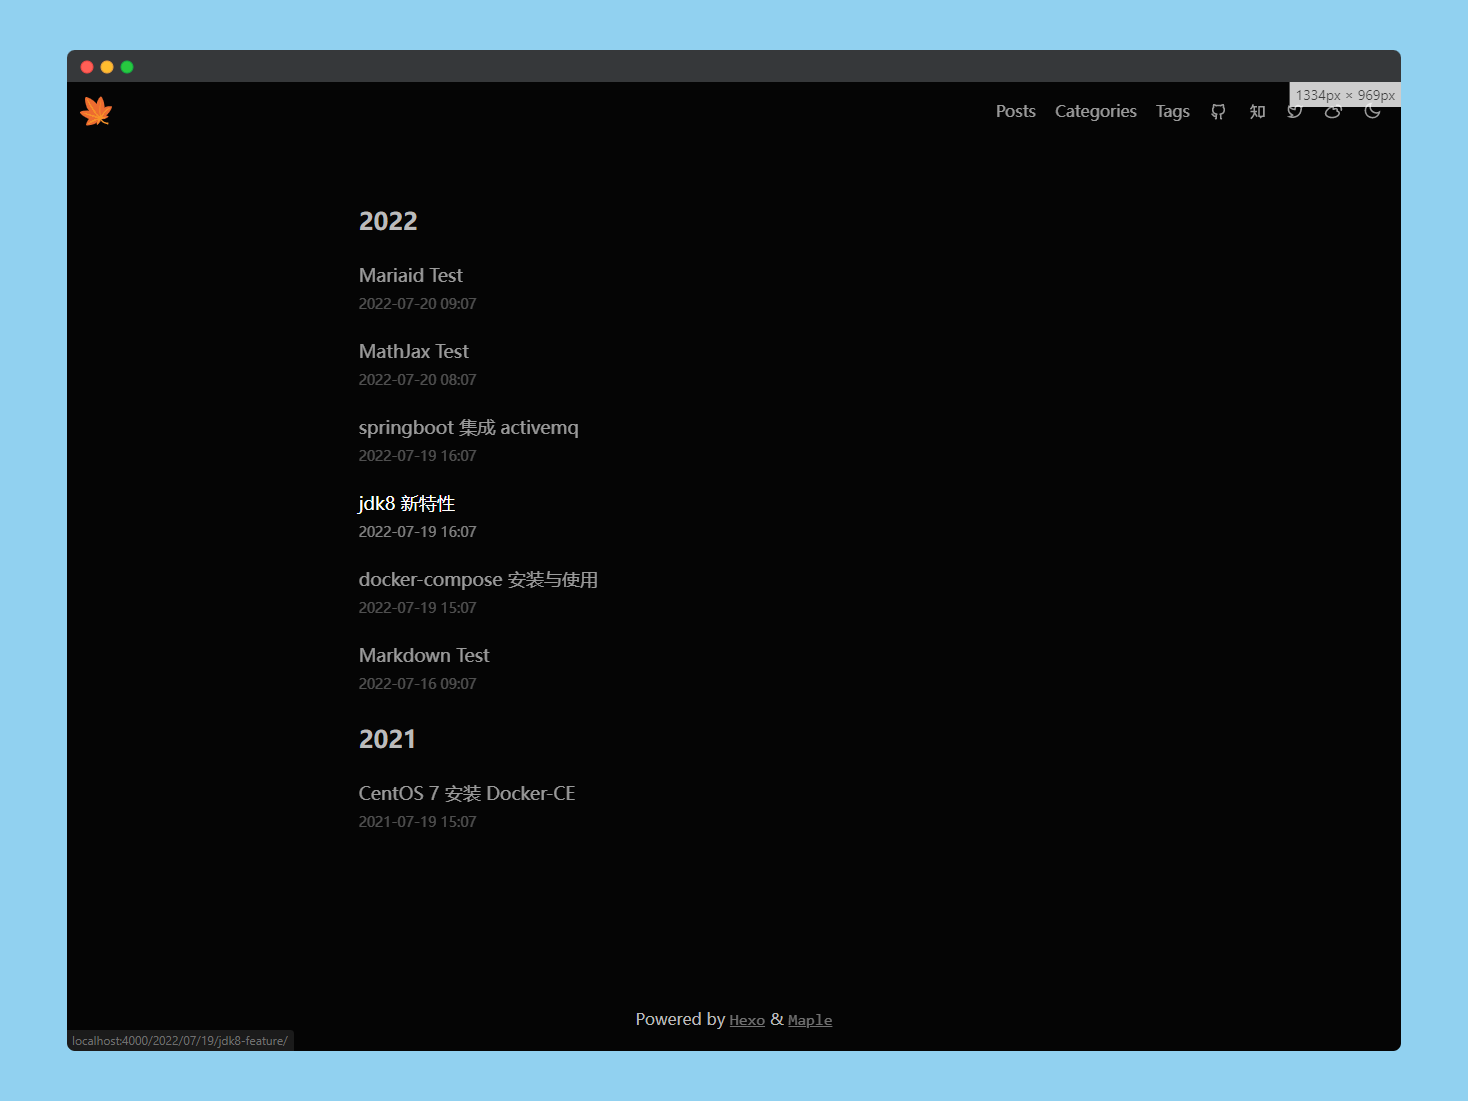 1334px × 969px
Posts Categories Tags 知
2022
Mariaid Test
2022-07-20 09:07
MathJax Test
2022-07-20 08:07
springboot 集成 activemq
2022-07-19 16:07
jdk8 新特性
2022-07-19 16:07
docker-compose 安装与使用
2022-07-19 15:07
Markdown Test
2022-07-16 09:07
2021
CentOS 7 安装 Docker-CE
2021-07-19 15:07
Powered by Hexo & Maple
localhost:4000/2022/07/19/jdk8-feature/